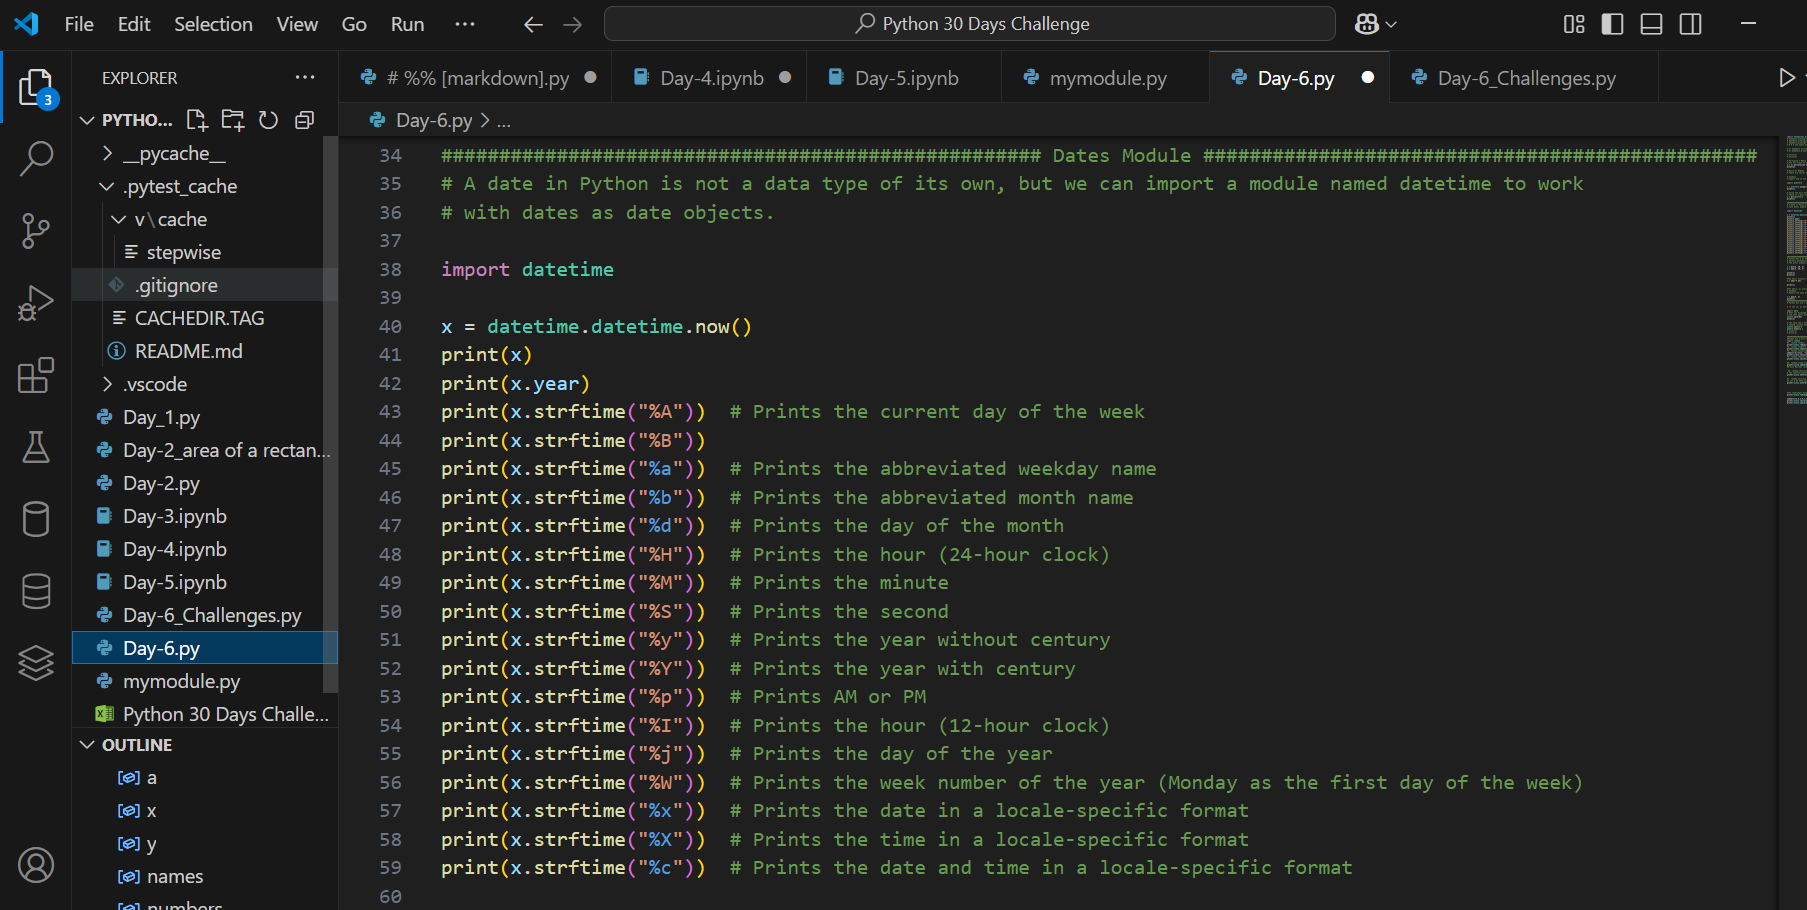 File Edit Selection View Go Run ···
Python 30 Days Challenge
3
EXPLORER ···
PYTHO...
__pycache__
.pytest_cache
v\cache
stepwise
.gitignore
CACHEDIR.TAG
README.md
.vscode
Day_1.py
Day-2_area of a rectan...
Day-2.py
Day-3.ipynb
Day-4.ipynb
Day-5.ipynb
Day-6_Challenges.py
Day-6.py
mymodule.py
Python 30 Days Challe...
OUTLINE
a
x
y
names
numbers
# %% [markdown].py Day-4.ipynb Day-5.ipynb mymodule.py Day-6.py Day-6_Challenges.py
Day-6.py > ...
34 #################################################### Dates Module ################################################
35 # A date in Python is not a data type of its own, but we can import a module named datetime to work
36 # with dates as date objects.
37
38 import datetime
39
40 x = datetime.datetime.now()
41 print(x)
42 print(x.year)
43 print(x.strftime("%A"))  # Prints the current day of the week
44 print(x.strftime("%B"))
45 print(x.strftime("%a"))  # Prints the abbreviated weekday name
46 print(x.strftime("%b"))  # Prints the abbreviated month name
47 print(x.strftime("%d"))  # Prints the day of the month
48 print(x.strftime("%H"))  # Prints the hour (24-hour clock)
49 print(x.strftime("%M"))  # Prints the minute
50 print(x.strftime("%S"))  # Prints the second
51 print(x.strftime("%y"))  # Prints the year without century
52 print(x.strftime("%Y"))  # Prints the year with century
53 print(x.strftime("%p"))  # Prints AM or PM
54 print(x.strftime("%I"))  # Prints the hour (12-hour clock)
55 print(x.strftime("%j"))  # Prints the day of the year
56 print(x.strftime("%W"))  # Prints the week number of the year (Monday as the first day of the week)
57 print(x.strftime("%x"))  # Prints the date in a locale-specific format
58 print(x.strftime("%X"))  # Prints the time in a locale-specific format
59 print(x.strftime("%c"))  # Prints the date and time in a locale-specific format
60